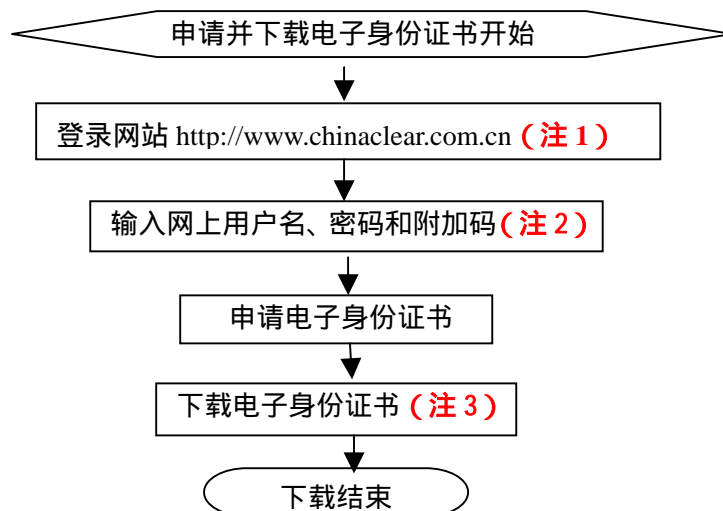 申请并下载电子身份证书开始
登录网站 http://www.chinaclear.com.cn（注 1）
输入网上用户名、密码和附加码（注 2）
申请电子身份证书
下载电子身份证书（注 3）
下载结束